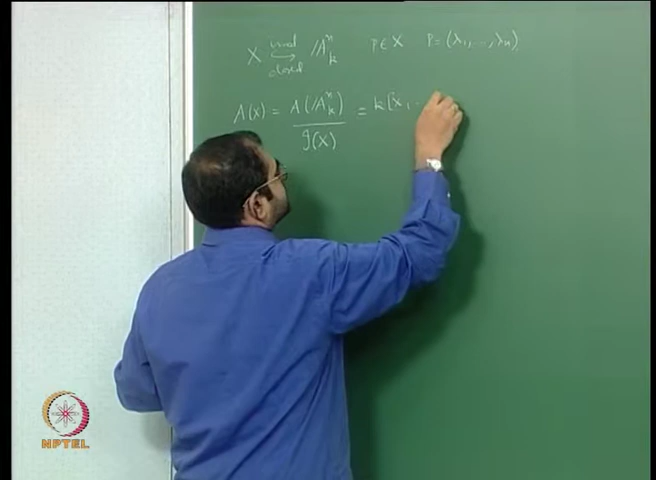 X irred closed ↪ 𝔸ⁿₖ P∈X P=(λ₁,…,λₙ)
A(X) = A(𝔸ⁿₖ) / 𝓘(X) = k[X₁, ..
NPTEL